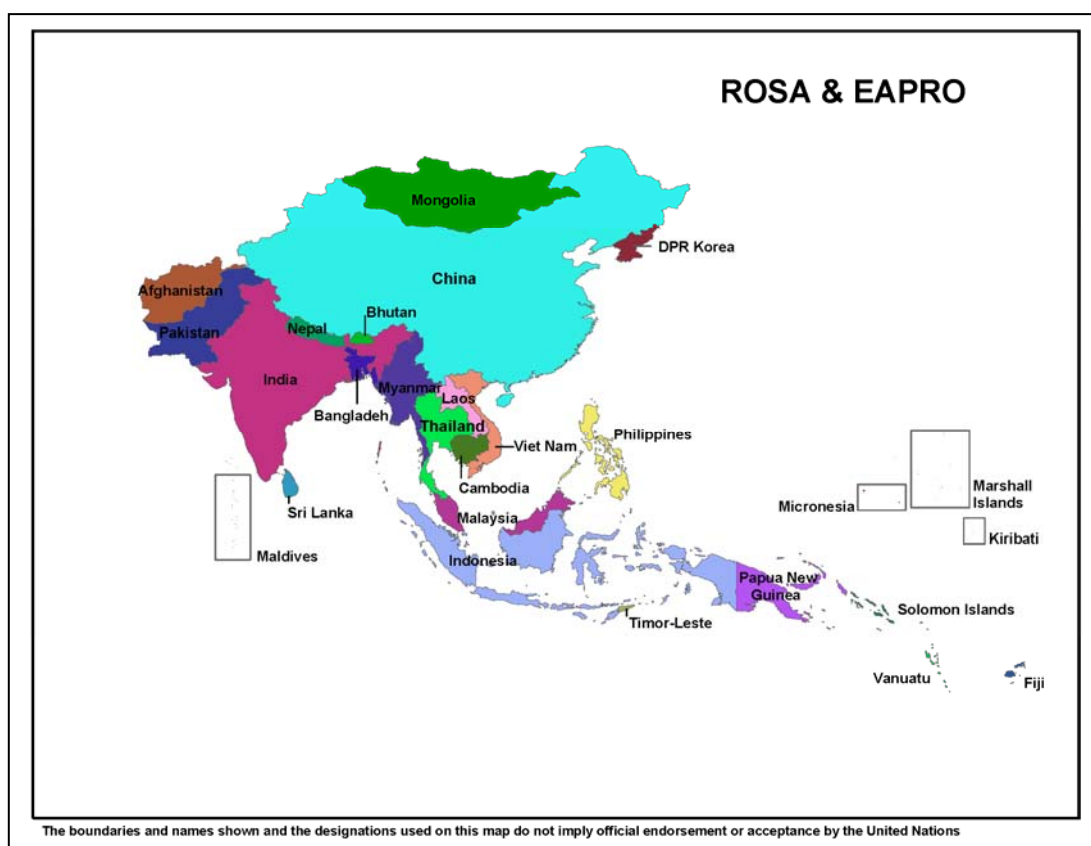 ROSA & EAPRO
Mongolia
DPR Korea
China
Afghanistan
Bhutan
Nepal
Pakistan
India
Myanmar
Laos
Bangladeh
Thailand
Philippines
Viet Nam
Cambodia
Marshall
Islands
Micronesia
Sri Lanka
Malaysia
Kiribati
Maldives
Indonesia
Papua New
Guinea
Solomon Islands
Timor-Leste
Vanuatu
Fiji
The boundaries and names shown and the designations used on this map do not imply official endorsement or acceptance by the United Nations